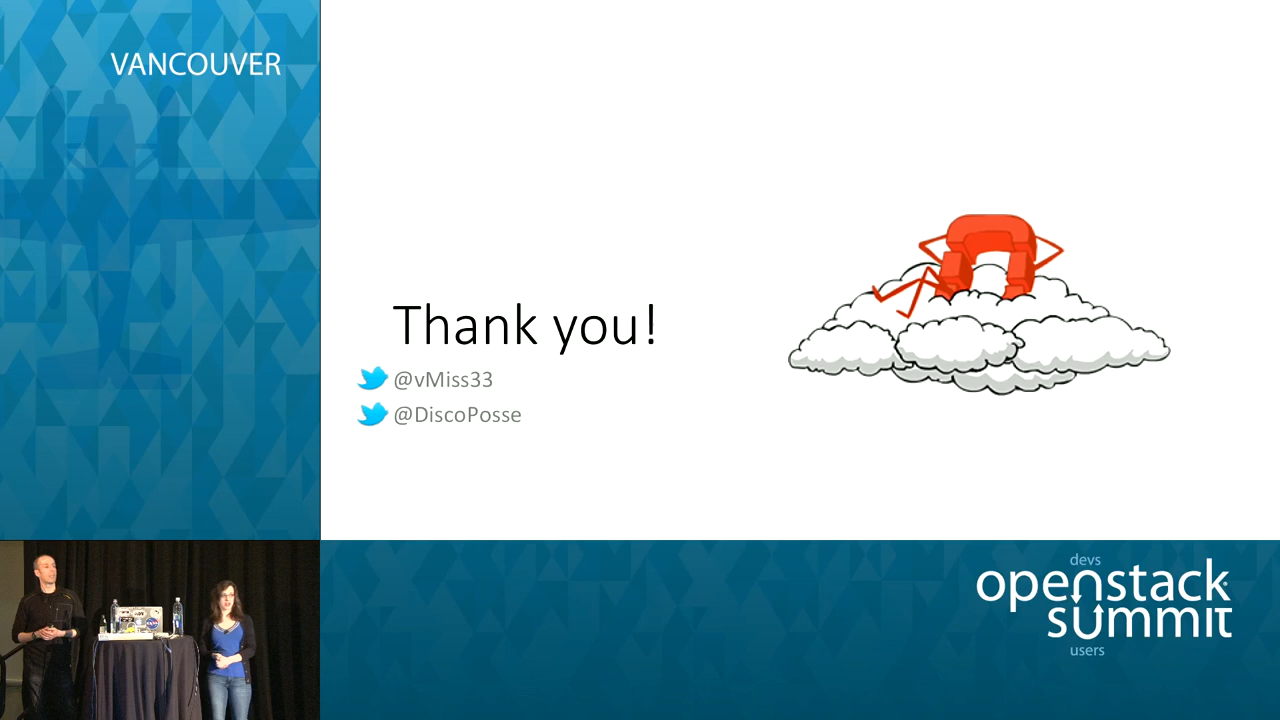 VANCOUVER
Thank you!
@vMiss33
@DiscoPosse
devs
openstack
summit
users